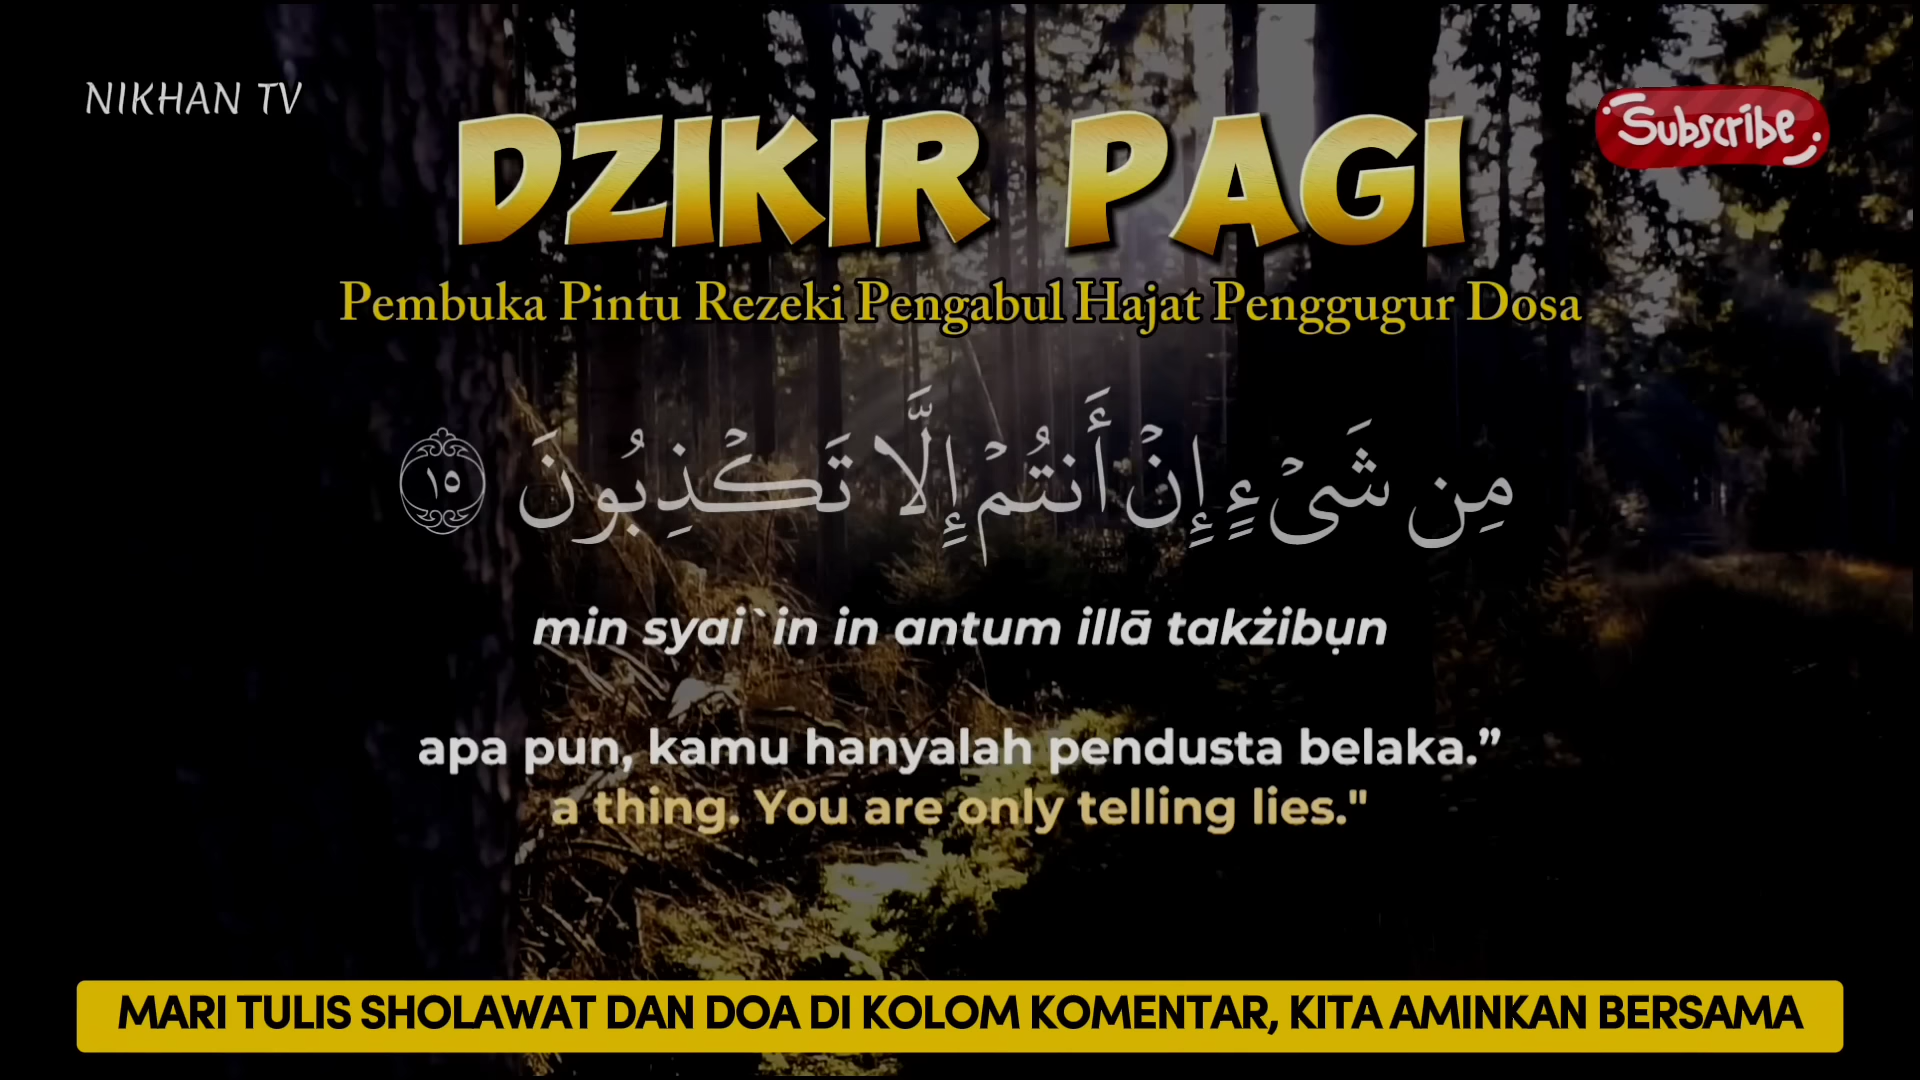 NIKHAN TV
Subscribe
DZIKIR PAGI
Pembuka Pintu Rezeki Pengabul Hajat Penggugur Dosa
مِن شَىْءٍ إِنْ أَنتُمْ إِلَّا تَكْذِبُونَ ١٥
min syai`in in antum illā takżibụn
apa pun, kamu hanyalah pendusta belaka.”
a thing. You are only telling lies."
MARI TULIS SHOLAWAT DAN DOA DI KOLOM KOMENTAR, KITA AMINKAN BERSAMA